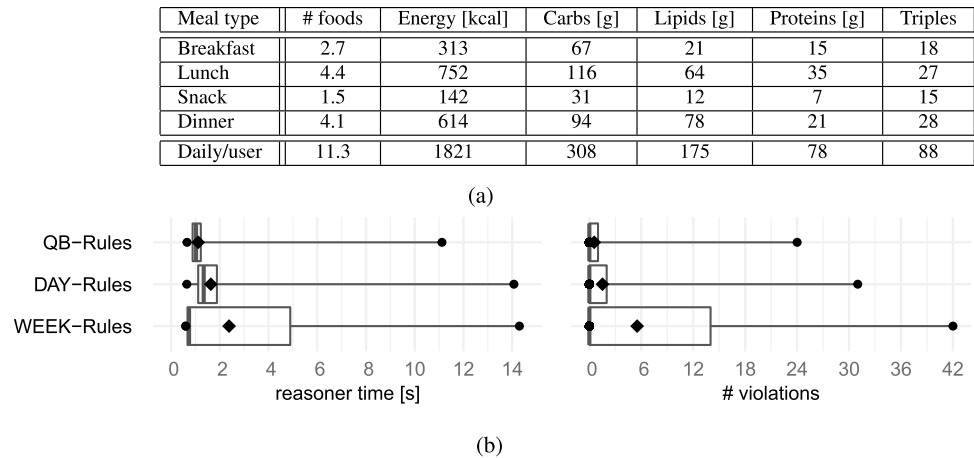 Meal type # foods Energy [kcal] Carbs [g] Lipids [g] Proteins [g] Triples
Breakfast 2.7 313 67 21 15 18
Lunch 4.4 752 116 64 35 27
Snack 1.5 142 31 12 7 15
Dinner 4.1 614 94 78 21 28
Daily/user 11.3 1821 308 175 78 88
(a)
QB−Rules
DAY−Rules
WEEK−Rules
0 2 4 6 8 10 12 14 0 6 12 18 24 30 36 42
reasoner time [s] # violations
(b)